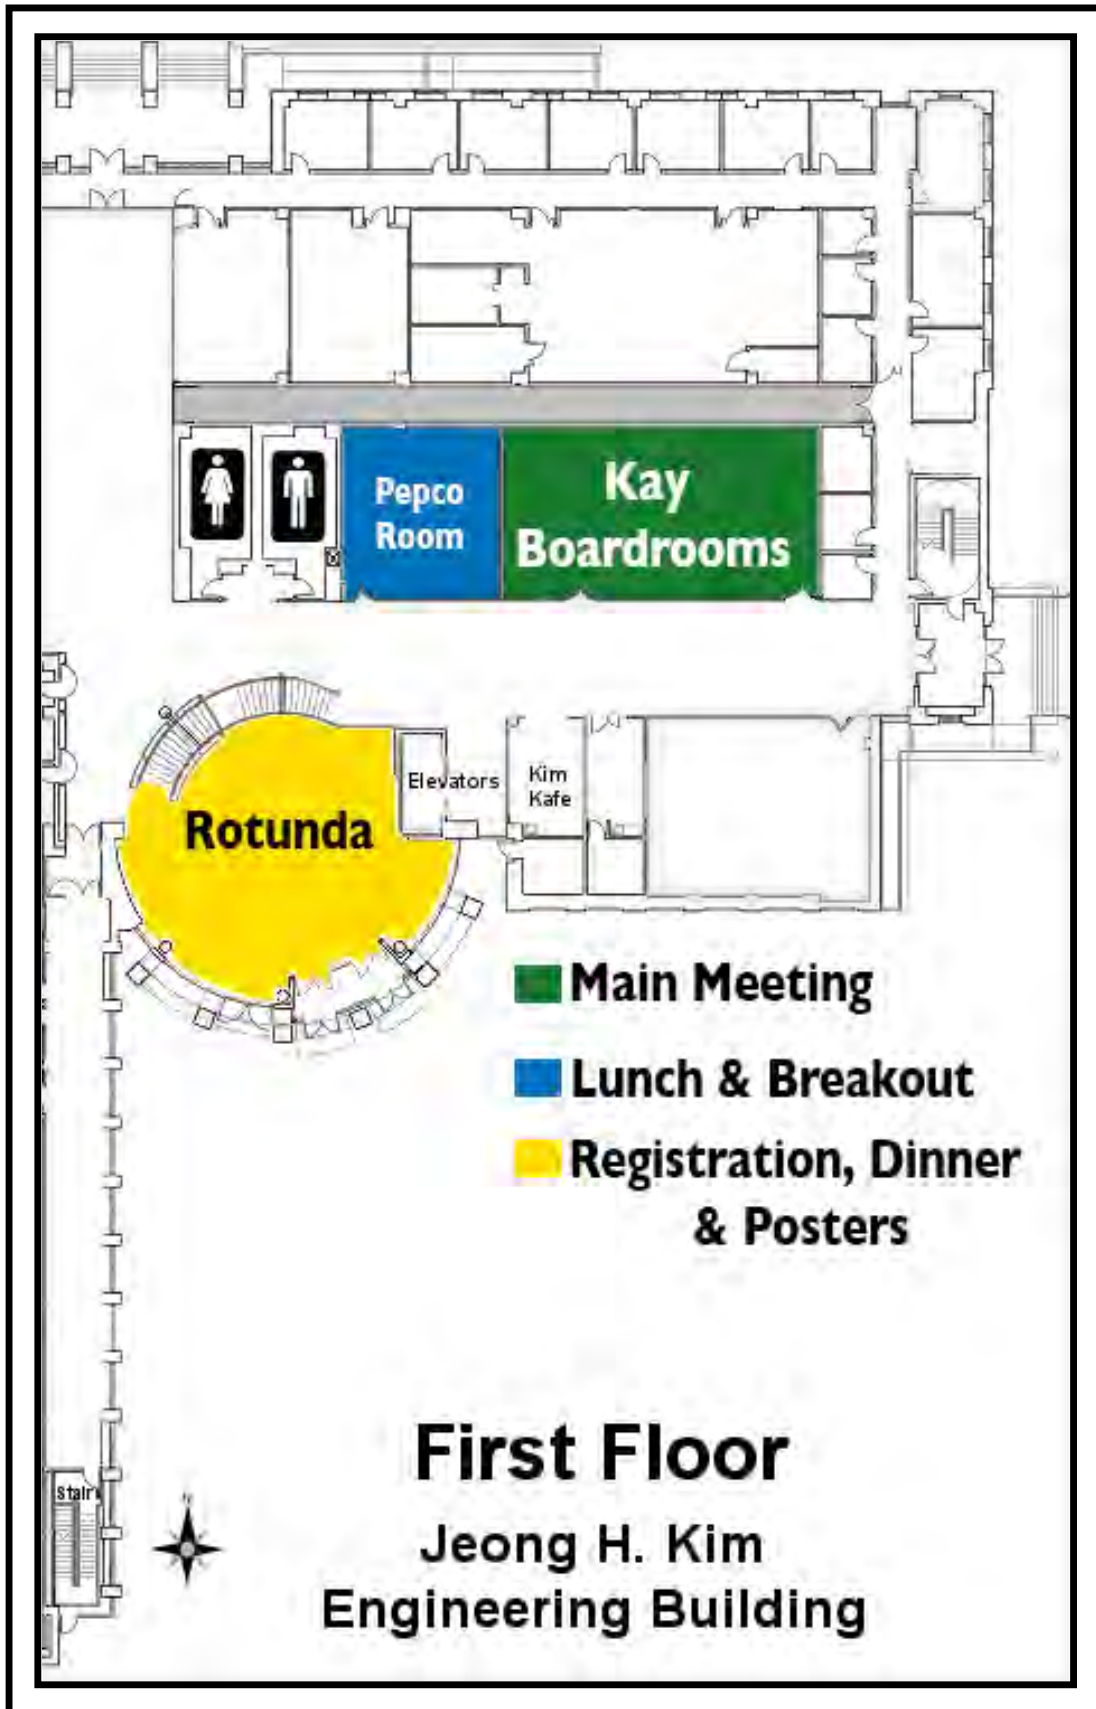 Pepco
Room
Kay
Boardrooms
Elevators
Kim
Kafe
Rotunda
Main Meeting
Lunch & Breakout
Registration, Dinner
& Posters
First Floor
Stair
N
Jeong H. Kim
Engineering Building